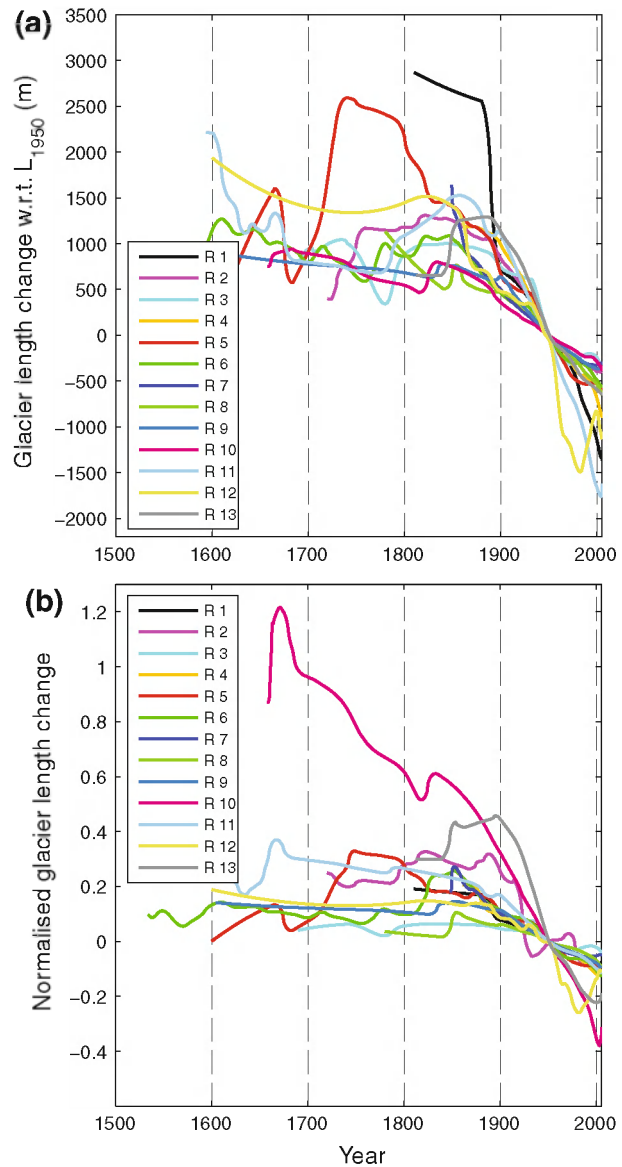 (a)
Glacier length change w.r.t. L1950 (m)
3500
3000
2500
2000
1500
1000
500
0
−500
−1000
−1500
−2000
R 1
R 2
R 3
R 4
R 5
R 6
R 7
R 8
R 9
R 10
R 11
R 12
R 13
1500 1600 1700 1800 1900 2000
(b)
Normalised glacier length change
1.2
1
0.8
0.6
0.4
0.2
0
−0.2
−0.4
R 1
R 2
R 3
R 4
R 5
R 6
R 7
R 8
R 9
R 10
R 11
R 12
R 13
1500 1600 1700 1800 1900 2000
Year